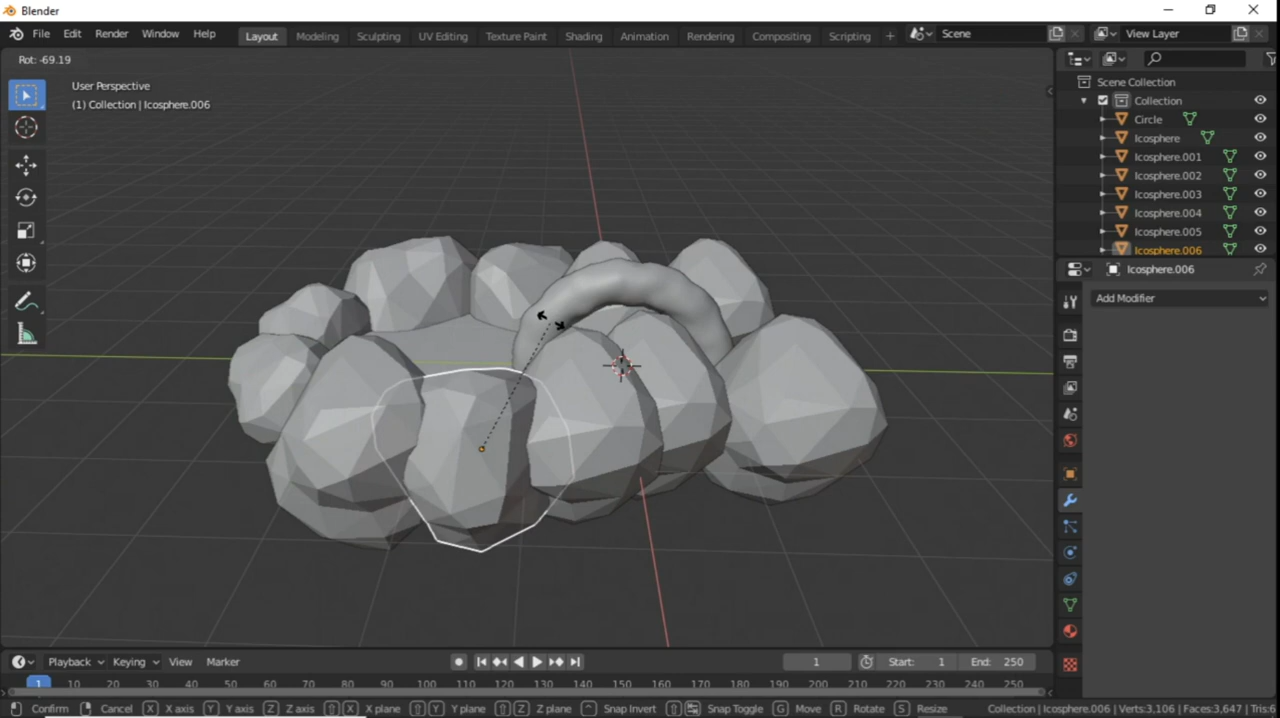 Blender
File Edit Render Window Help Layout Modeling Sculpting UV Editing Texture Paint Shading Animation Rendering Compositing Scripting + Scene View Layer
Rot: -69.19
User Perspective
(1) Collection | Icosphere.006
Scene Collection
Collection
Circle
Icosphere
Icosphere.001
Icosphere.002
Icosphere.003
Icosphere.004
Icosphere.005
Icosphere.006
Icosphere.006
Add Modifier
Playback Keying View Marker 1 Start: 1 End: 250
1 10 20 30 40 50 60 70 80 90 100 110 120 130 140 150 160 170 180 190 200 210 220 230 240 250
Confirm Cancel X X axis Y Y axis Z Z axis X X plane Y Y plane Z Z plane Snap Invert Snap Toggle G Move R Rotate S Resize Collection | Icosphere.006 | Verts:3,106 | Faces:3,647 | Tris:6